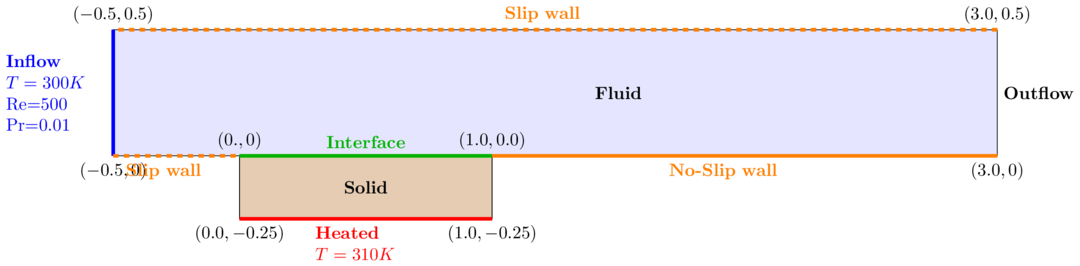 (−0.5, 0.5)
Slip wall
(3.0, 0.5)
Inflow
T = 300K
Re=500
Pr=0.01
Fluid
Outflow
(0., 0)
Interface
(1.0, 0.0)
(−0.5, 0)
Slip wall
No-Slip wall
(3.0, 0)
Solid
(0.0, −0.25)
Heated
T = 310K
(1.0, −0.25)